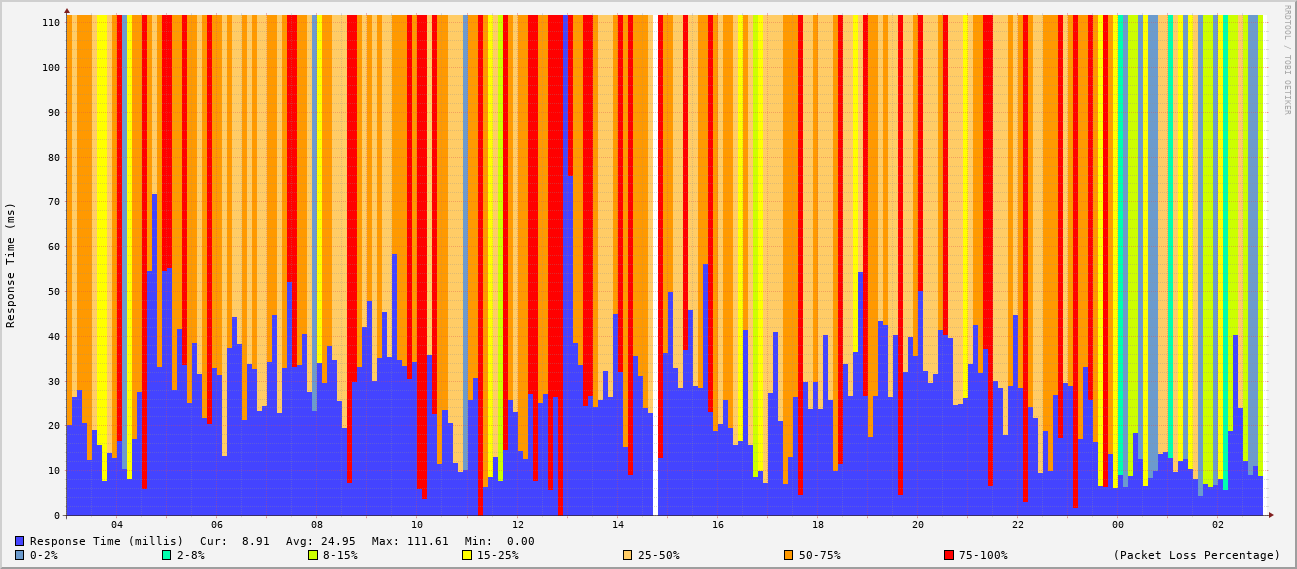 RRDTOOL / TOBI OETIKER
Response Time (ms)
110
100
90
80
70
60
50
40
30
20
10
0
04 06 08 10 12 14 16 18 20 22 00 02
Response Time (millis) Cur: 8.91 Avg: 24.95 Max: 111.61 Min: 0.00
0-2% 2-8% 8-15% 15-25% 25-50% 50-75% 75-100% (Packet Loss Percentage)